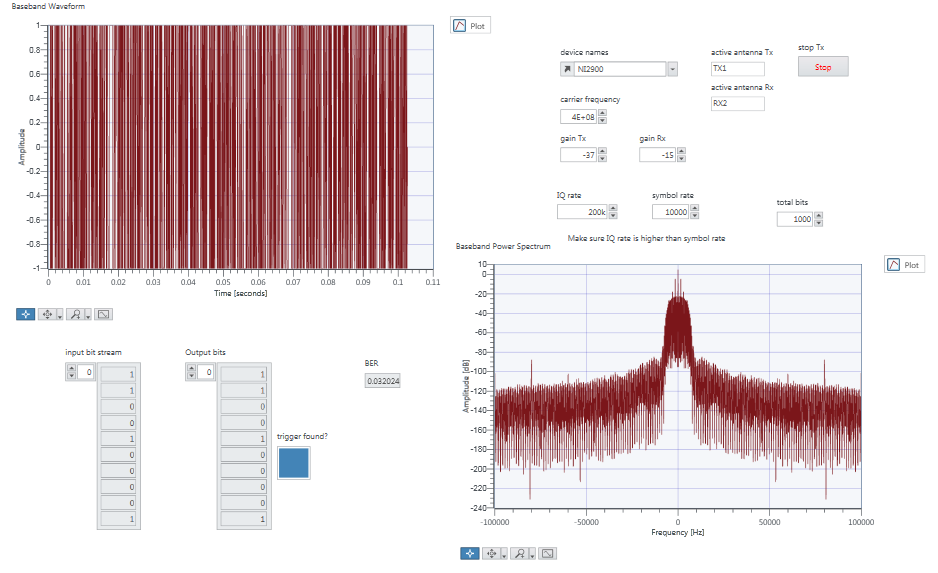 Baseband Waveform
Plot
1
0.8
0.6
0.4
0.2
0
-0.2
-0.4
-0.6
-0.8
-1
Amplitude
0 0.01 0.02 0.03 0.04 0.05 0.06 0.07 0.08 0.09 0.1 0.11
Time [seconds]
device names
NI2900
active antenna Tx
TX1
stop Tx
Stop
active antenna Rx
RX2
carrier frequency
4E+08
gain Tx
-37
gain Rx
-15
IQ rate
200k
symbol rate
10000
total bits
1000
Make sure IQ rate is higher than symbol rate
Baseband Power Spectrum
Plot
10
0
-20
-40
-60
-80
-100
-120
-140
-160
-180
-200
-220
-240
Amplitude [dB]
-100000 -50000 0 50000 100000
Frequency [Hz]
input bit stream
0
1
1
0
0
1
0
0
0
0
1
Output bits
0
1
1
0
0
1
0
0
0
0
1
trigger found?
BER
0.032024